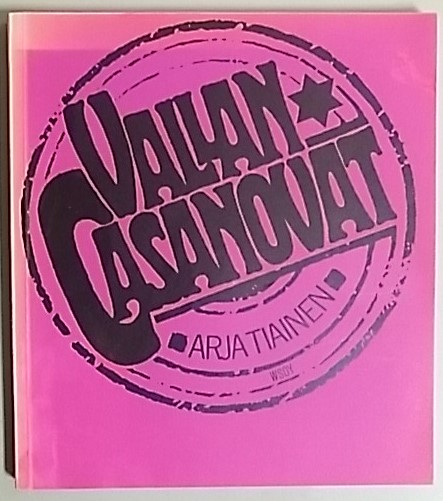 VALLAN
CASANOVAT
ARJA TIAINEN
WSOY